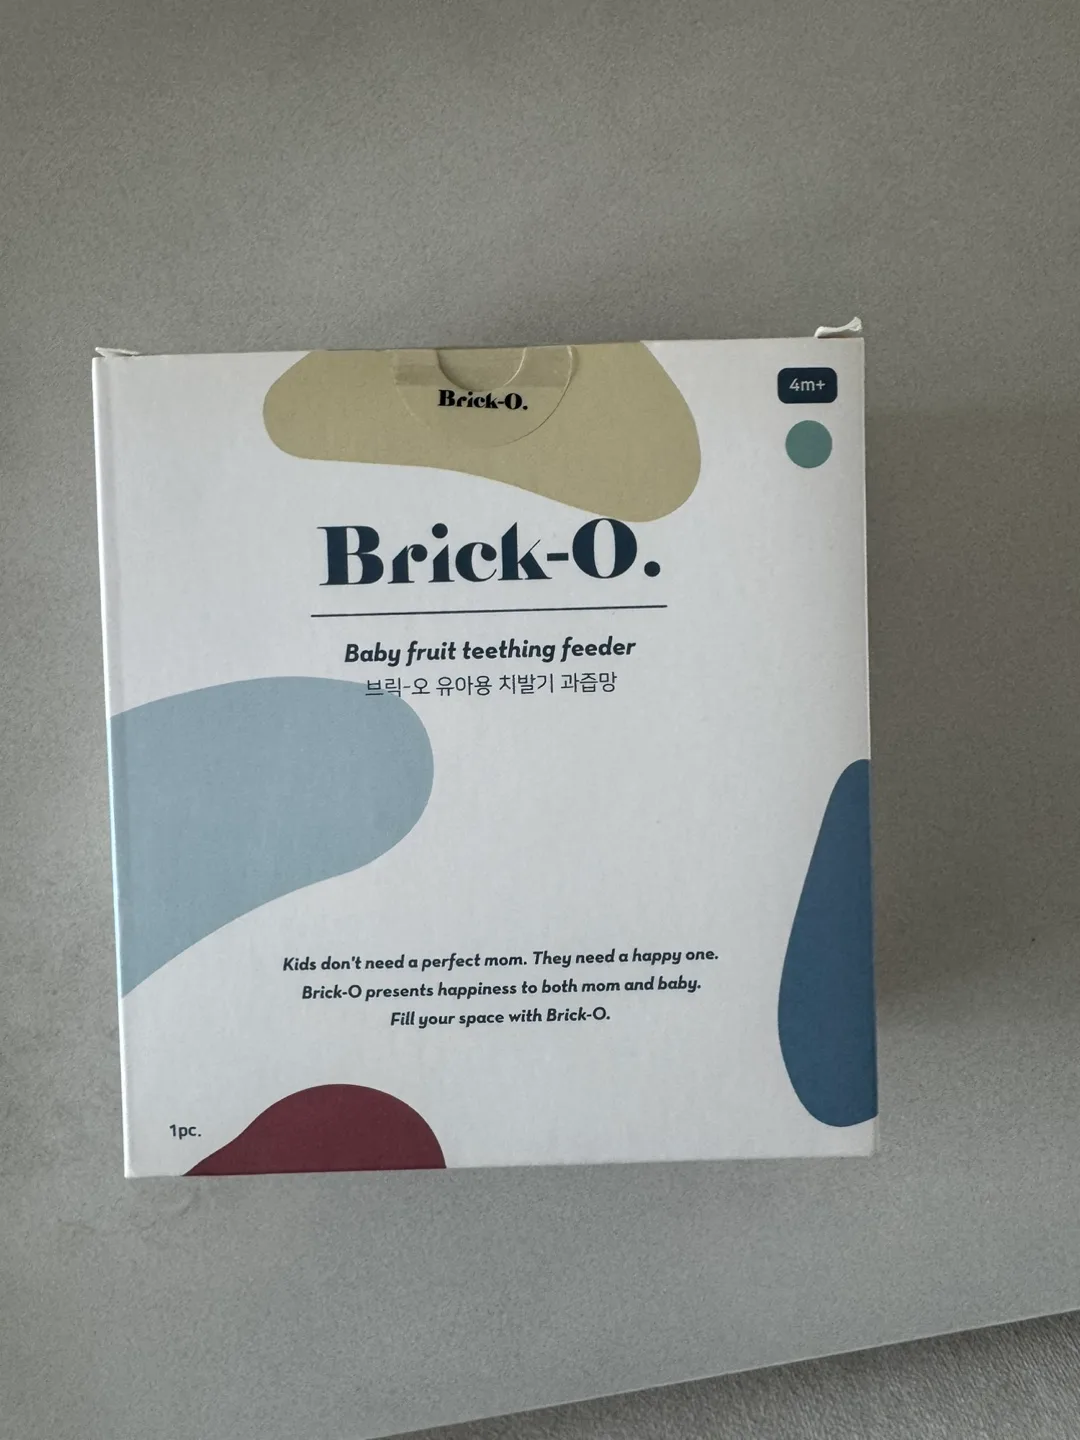 Brick-O.
4m+
Brick-O.
Baby fruit teething feeder
브릭-오 유아용 치발기 과즙망
Kids don't need a perfect mom. They need a happy one.
Brick-O presents happiness to both mom and baby.
Fill your space with Brick-O.
1pc.